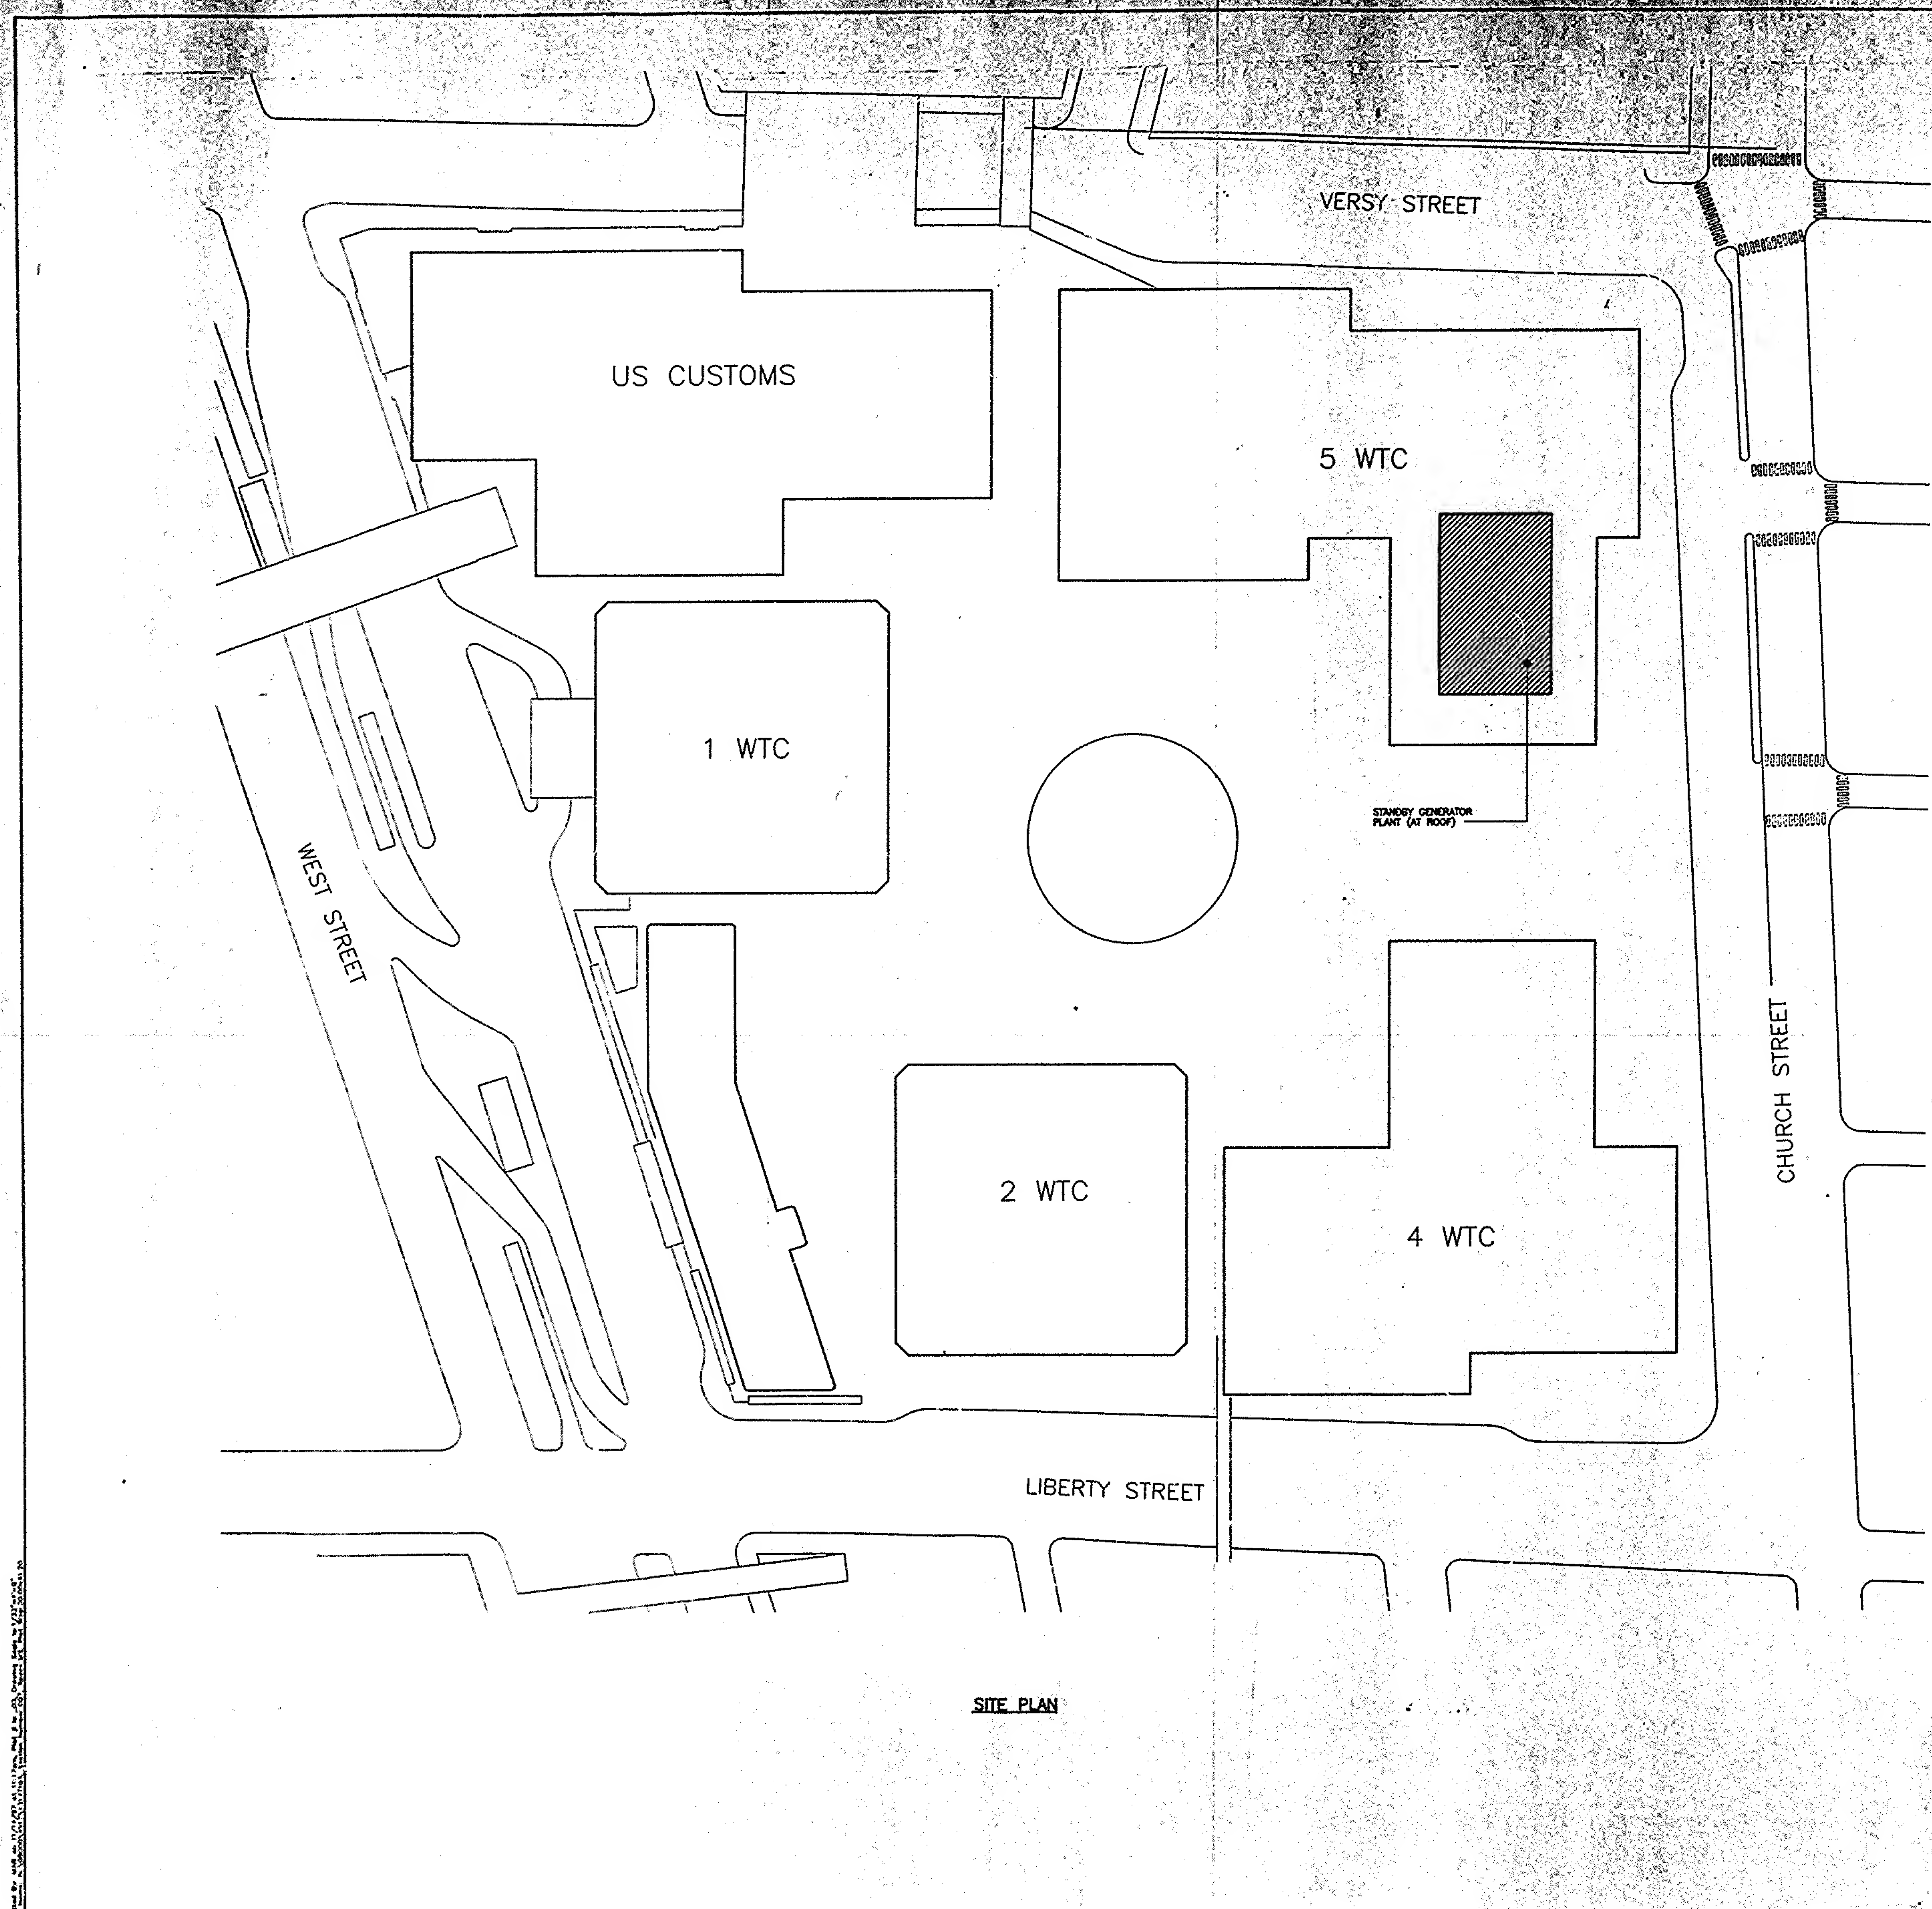 VERSY STREET
US CUSTOMS
5 WTC
1 WTC
STANDBY GENERATOR
PLANT (AT ROOF)
WEST STREET
CHURCH STREET
2 WTC
4 WTC
LIBERTY STREET
SITE PLAN